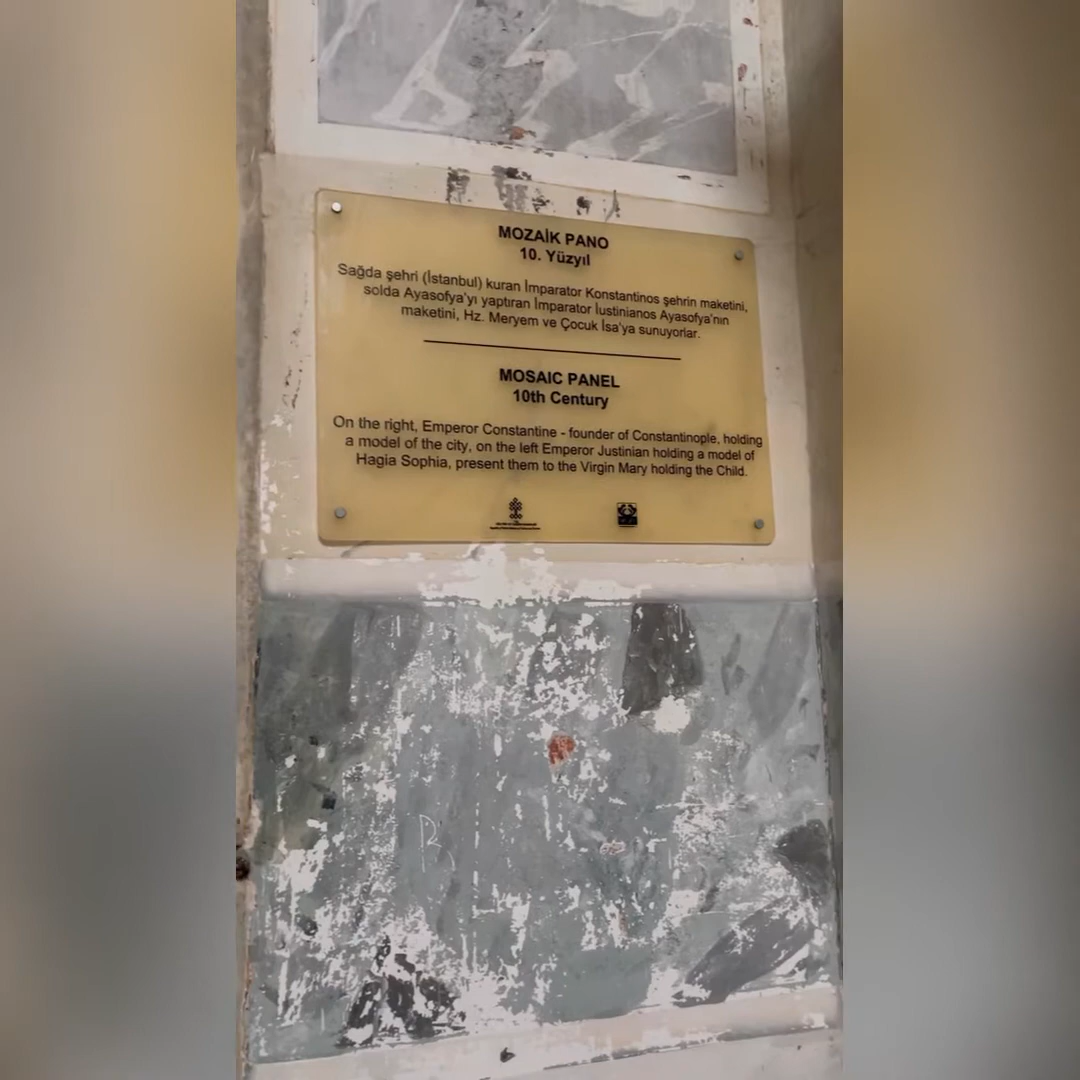 MOZAİK PANO
10. Yüzyıl
Sağda şehri (İstanbul) kuran İmparator Konstantinos şehrin maketini,
solda Ayasofya'yı yaptıran İmparator İustinianos Ayasofya'nın
maketini, Hz. Meryem ve Çocuk İsa'ya sunuyorlar.
MOSAIC PANEL
10th Century
On the right, Emperor Constantine - founder of Constantinople, holding
a model of the city, on the left Emperor Justinian holding a model of
Hagia Sophia, present them to the Virgin Mary holding the Child.